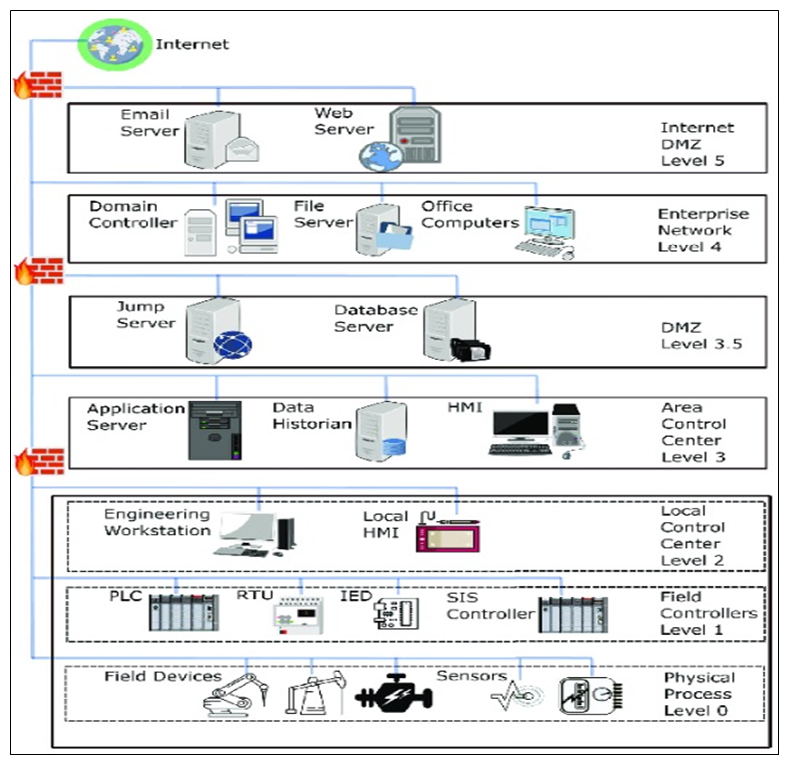 Internet
Email
Server
Web
Server
Internet
DMZ
Level 5
Domain
Controller
File
Server
Office
Computers
Enterprise
Network
Level 4
Jump
Server
Database
Server
DMZ
Level 3.5
Application
Server
Data
Historian
HMI
Area
Control
Center
Level 3
Engineering
Workstation
Local
HMI
Local
Control
Center
Level 2
PLC
RTU
IED
SIS
Controller
Field
Controllers
Level 1
Field Devices
Sensors
Physical
Process
Level 0